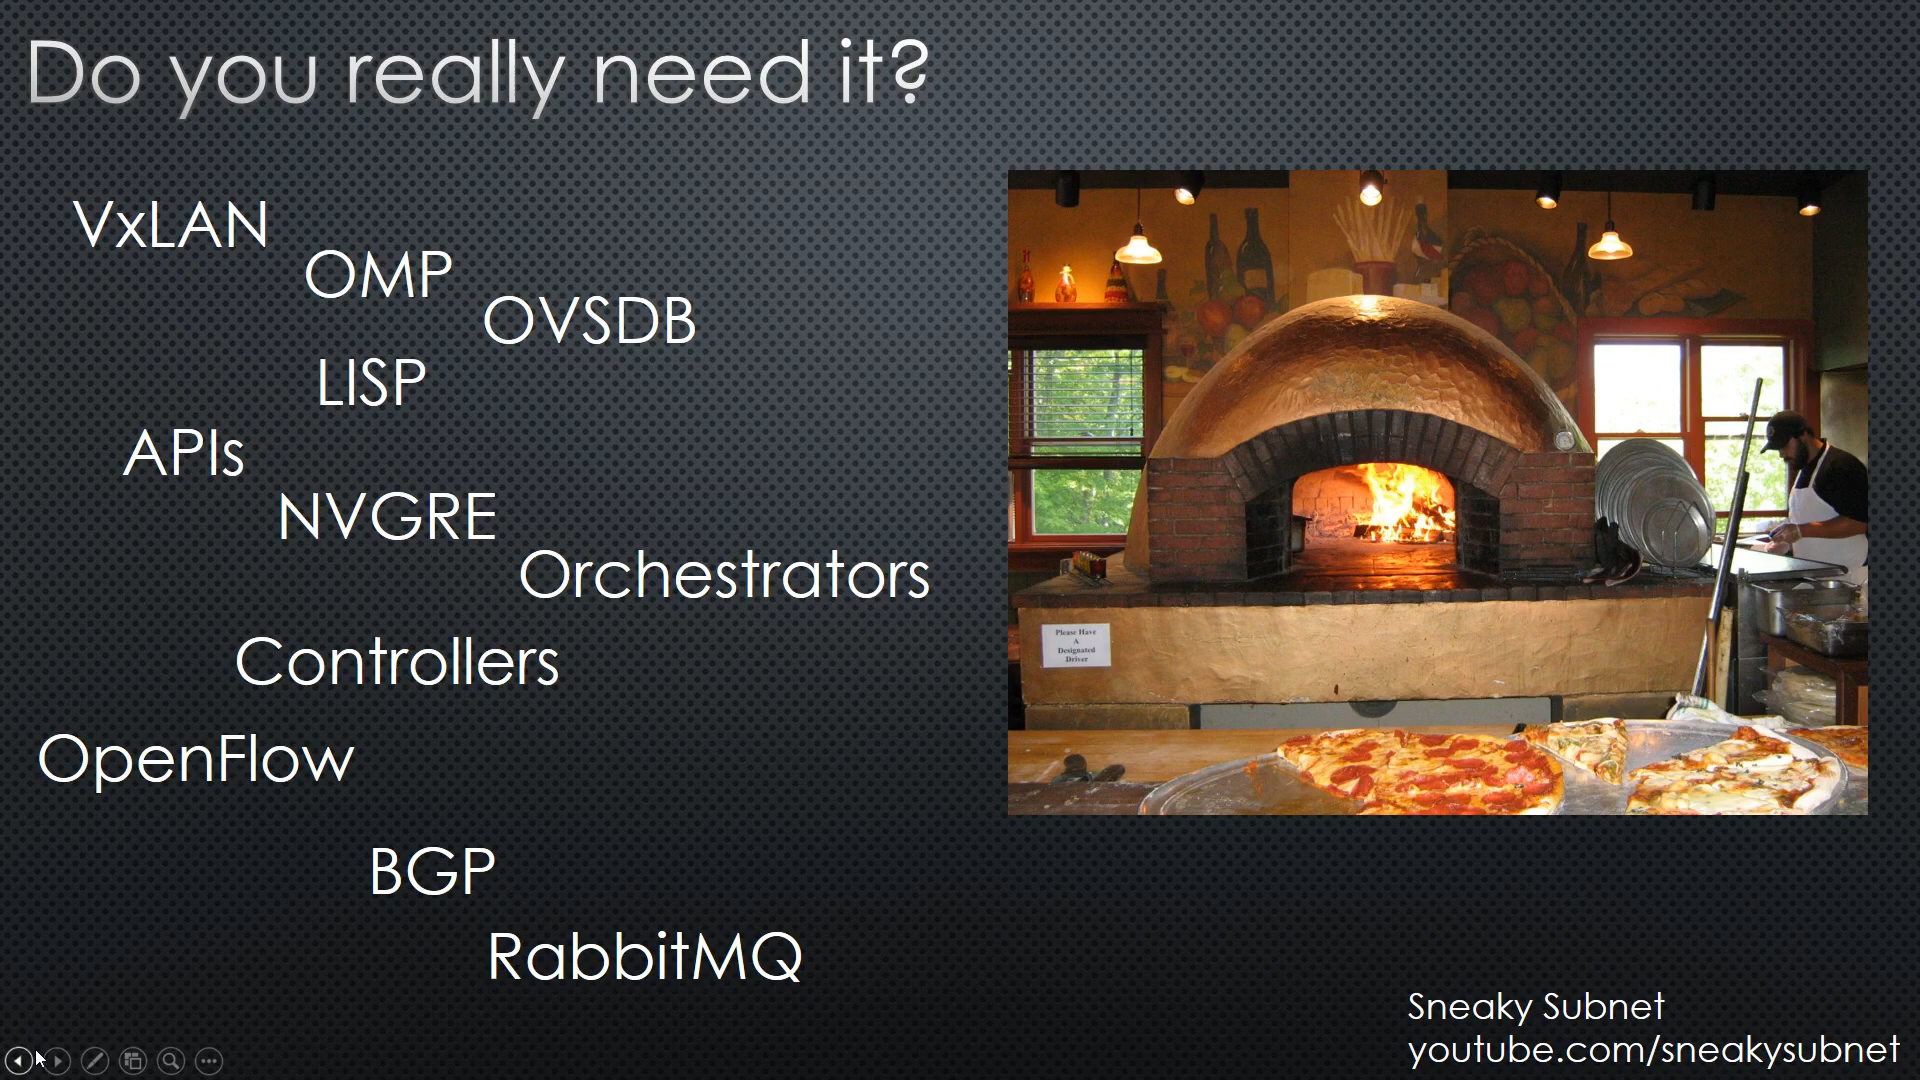 Do you really need it?
VxLAN
OMP
OVSDB
LISP
APIs
NVGRE
Orchestrators
Controllers
OpenFlow
BGP
RabbitMQ
Please Have
A
Designated
Driver
Sneaky Subnet
youtube.com/sneakysubnet